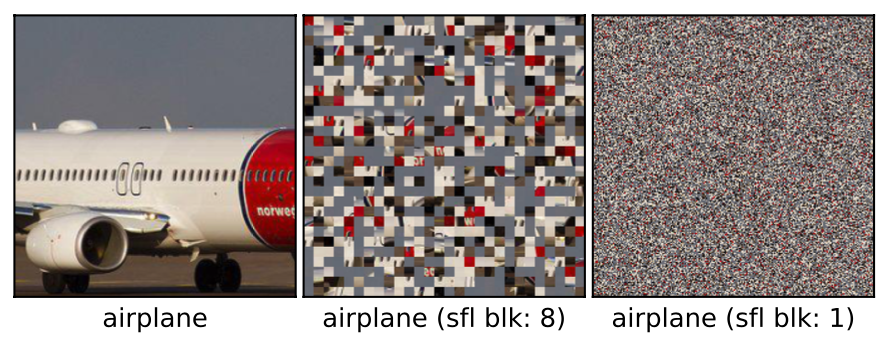 norweg
airplane
airplane (sfl blk: 8)
airplane (sfl blk: 1)